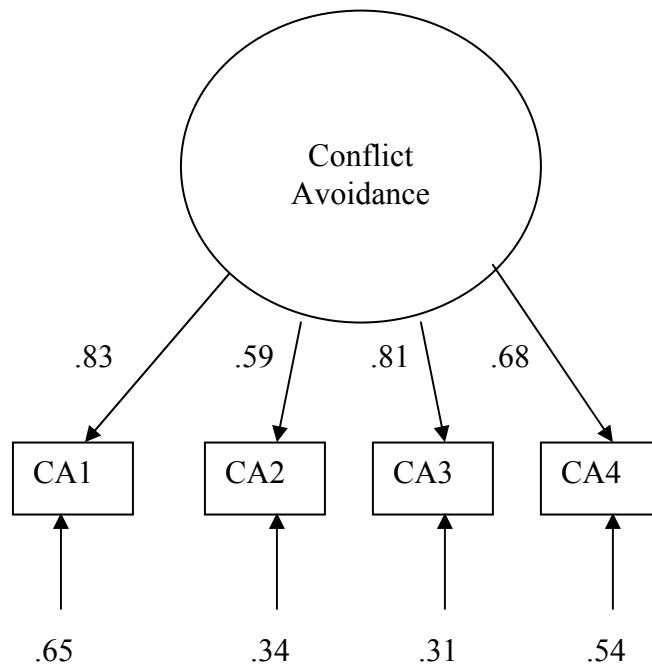 Conflict
Avoidance
.83 .59 .81 .68
CA1 CA2 CA3 CA4
.65 .34 .31 .54